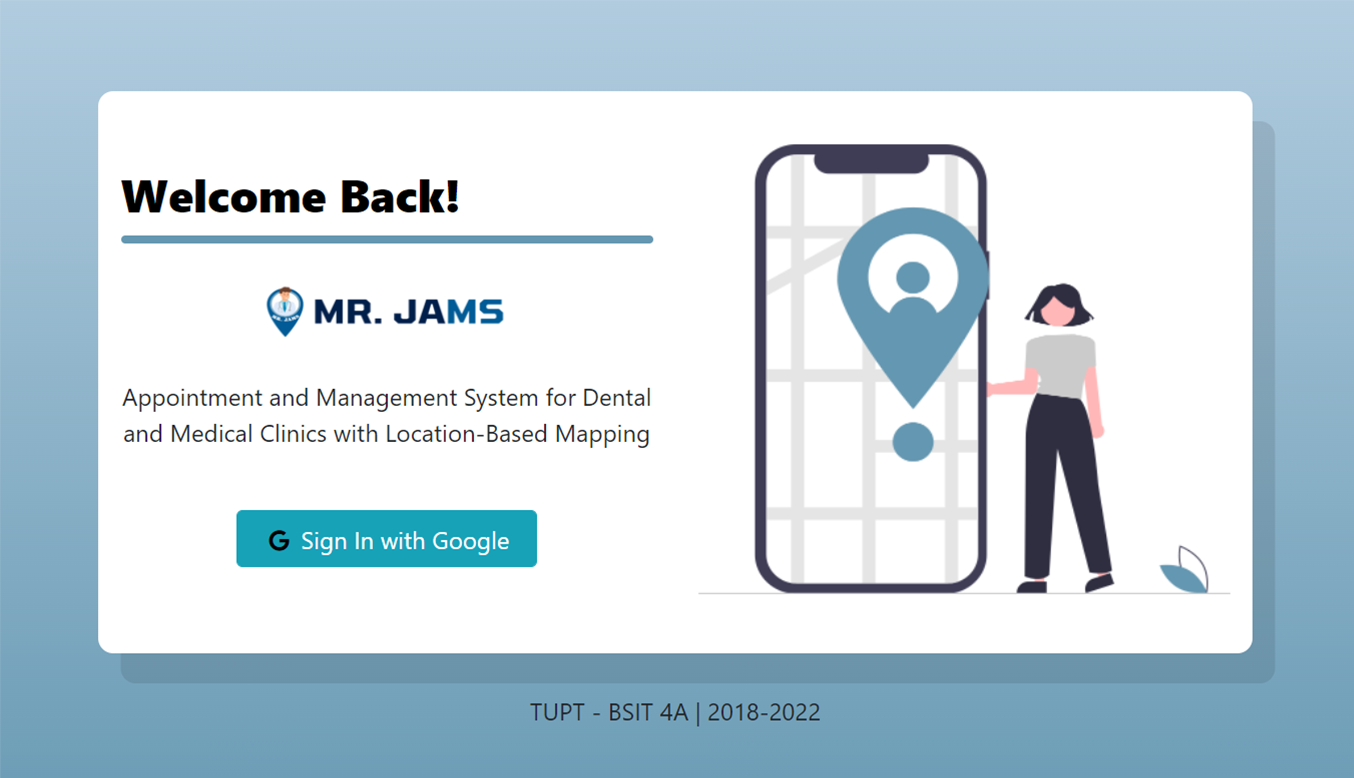 Welcome Back!
MR. JAMS
Appointment and Management System for Dental
and Medical Clinics with Location-Based Mapping
G Sign In with Google
TUPT - BSIT 4A | 2018-2022